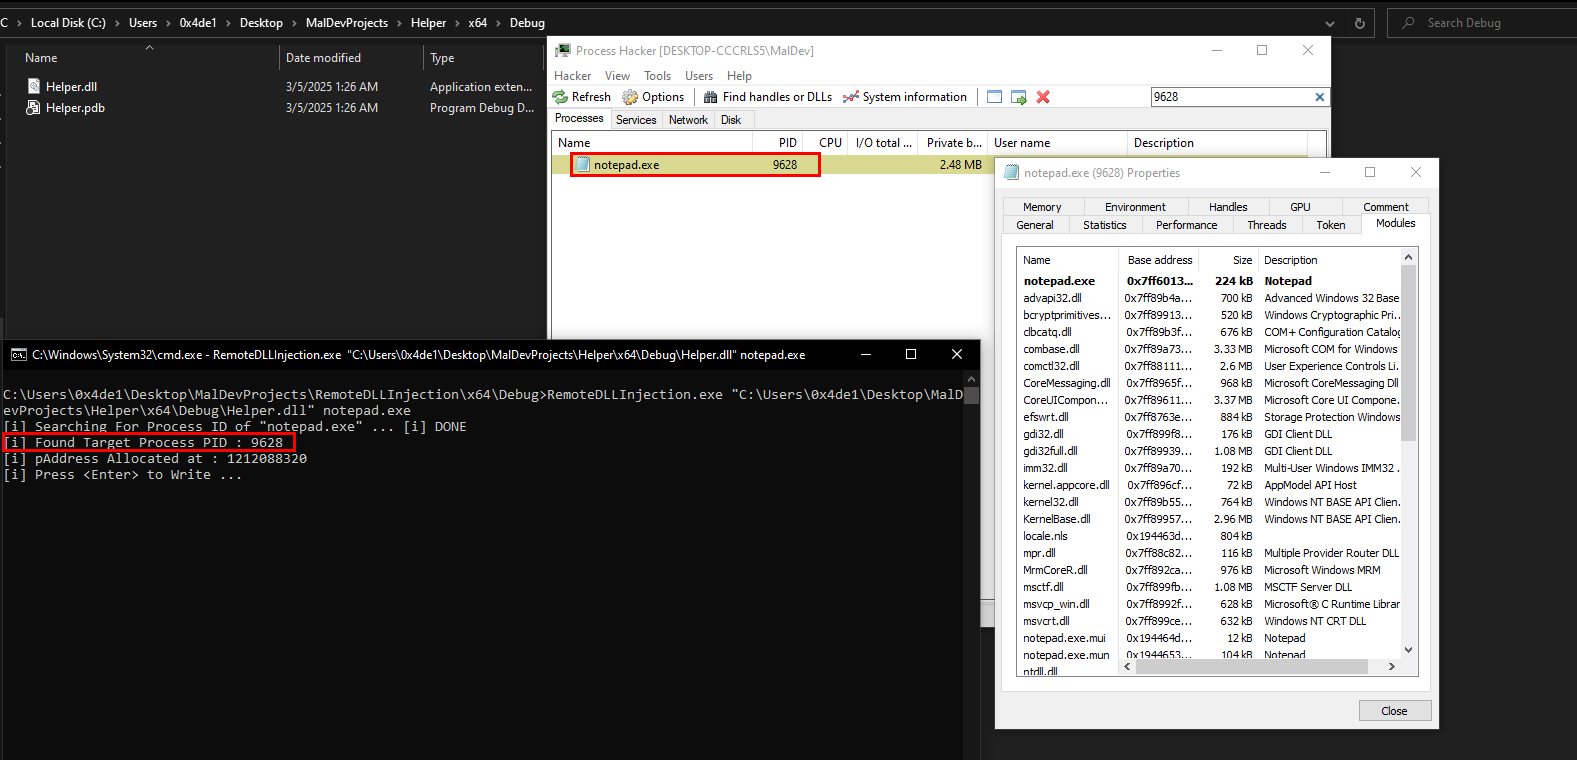 C › Local Disk (C:) › Users › 0x4de1 › Desktop › MalDevProjects › Helper › x64 › Debug
Search Debug
Name Date modified Type
Helper.dll 3/5/2025 1:26 AM Application exten...
Helper.pdb 3/5/2025 1:26 AM Program Debug D...
Process Hacker [DESKTOP-CCCRLS5\MalDev]
Hacker View Tools Users Help
Refresh Options Find handles or DLLs System information 9628
Processes Services Network Disk
Name PID CPU I/O total ... Private b... User name Description
notepad.exe 9628 2.48 MB
notepad.exe (9628) Properties
Memory Environment Handles GPU Comment
General Statistics Performance Threads Token Modules
Name Base address Size Description
notepad.exe 0x7ff6013... 224 kB Notepad
advapi32.dll 0x7ff89b4a... 700 kB Advanced Windows 32 Base
bcryptprimitives... 0x7ff89913... 520 kB Windows Cryptographic Pri...
clbcatq.dll 0x7ff89b3f... 676 kB COM+ Configuration Catalog
combase.dll 0x7ff89a73... 3.33 MB Microsoft COM for Windows
comctl32.dll 0x7ff88111... 2.6 MB User Experience Controls Li...
CoreMessaging.dll 0x7ff8965f... 968 kB Microsoft CoreMessaging Dll
CoreUICompon... 0x7ff89611... 3.37 MB Microsoft Core UI Compone...
efswrt.dll 0x7ff8763e... 884 kB Storage Protection Windows
gdi32.dll 0x7ff899f8... 176 kB GDI Client DLL
gdi32full.dll 0x7ff89939... 1.08 MB GDI Client DLL
imm32.dll 0x7ff89a70... 192 kB Multi-User Windows IMM32 .
kernel.appcore.dll 0x7ff896cf... 72 kB AppModel API Host
kernel32.dll 0x7ff89b55... 764 kB Windows NT BASE API Clien.
KernelBase.dll 0x7ff89957... 2.96 MB Windows NT BASE API Clien.
locale.nls 0x194463d... 804 kB
mpr.dll 0x7ff88c82... 116 kB Multiple Provider Router DLL
MrmCoreR.dll 0x7ff892ca... 976 kB Microsoft Windows MRM
msctf.dll 0x7ff899fb... 1.08 MB MSCTF Server DLL
msvcp_win.dll 0x7ff8992f... 628 kB Microsoft® C Runtime Librar
msvcrt.dll 0x7ff899ce... 632 kB Windows NT CRT DLL
notepad.exe.mui 0x194464d... 12 kB Notepad
notepad.exe.mun 0x1944653... 104 kB Notepad
ntdll.dll
Close
C:\Windows\System32\cmd.exe - RemoteDLLInjection.exe "C:\Users\0x4de1\Desktop\MalDevProjects\Helper\x64\Debug\Helper.dll" notepad.exe
C:\Users\0x4de1\Desktop\MalDevProjects\RemoteDLLInjection\x64\Debug>RemoteDLLInjection.exe "C:\Users\0x4de1\Desktop\MalD
evProjects\Helper\x64\Debug\Helper.dll" notepad.exe
[i] Searching For Process ID of "notepad.exe" ... [i] DONE
[i] Found Target Process PID : 9628
[i] pAddress Allocated at : 1212088320
[i] Press <Enter> to Write ...